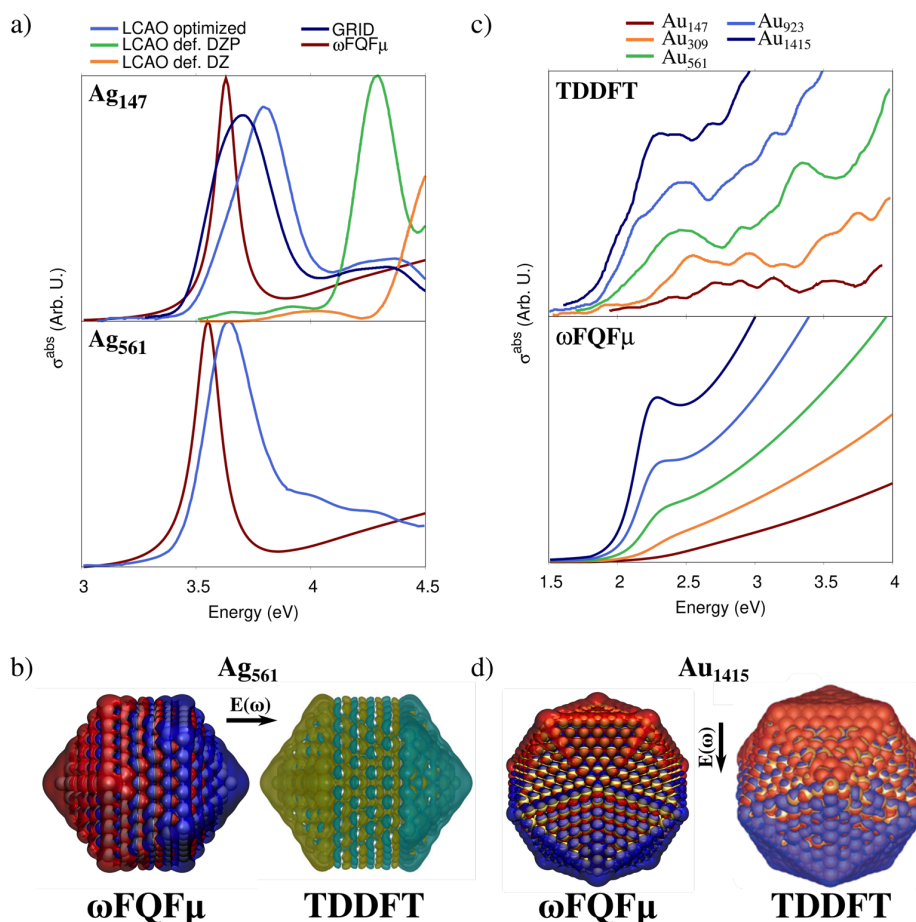 a)
LCAO optimized
LCAO def. DZP
LCAO def. DZ
GRID
ωFQFμ
Ag147
Ag561
σabs (Arb. U.)
3
3.5
4
4.5
Energy (eV)
c)
Au147
Au309
Au561
Au923
Au1415
TDDFT
ωFQFμ
σabs (Arb. U.)
σabs (Arb. U.)
1.5
2
2.5
3
3.5
4
Energy (eV)
b)
Ag561
E(ω)
ωFQFμ
TDDFT
d)
Au1415
E(ω)
ωFQFμ
TDDFT